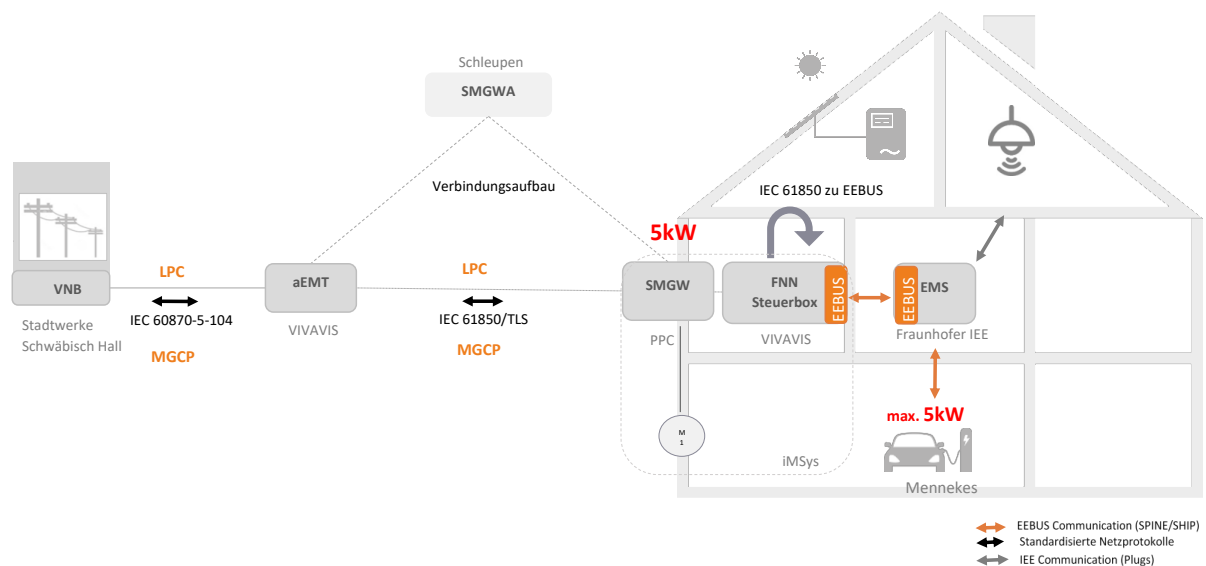 Schleupen
SMGWA
Verbindungsaufbau
IEC 61850 zu EEBUS
5kW
LPC
LPC
VNB
aEMT
SMGW
FNN
Steuerbox
EEBUS
EEBUS
EMS
IEC 60870-5-104
IEC 61850/TLS
Stadtwerke
Schwäbisch Hall
VIVAVIS
PPC
VIVAVIS
Fraunhofer IEE
MGCP
MGCP
max. 5kW
M
1
iMSys
Mennekes
EEBUS Communication (SPINE/SHIP)
Standardisierte Netzprotokolle
IEE Communication (Plugs)